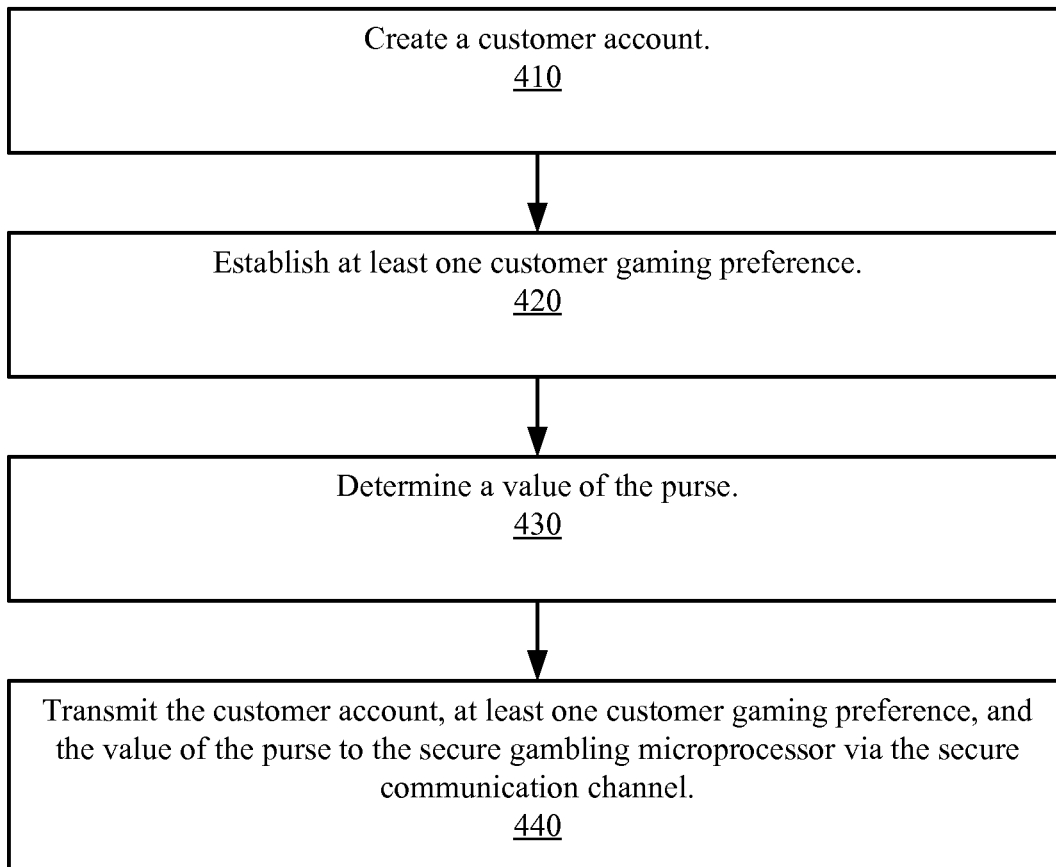 Create a customer account.
410
Establish at least one customer gaming preference.
420
Determine a value of the purse.
430
Transmit the customer account, at least one customer gaming preference, and
the value of the purse to the secure gambling microprocessor via the secure
communication channel.
440